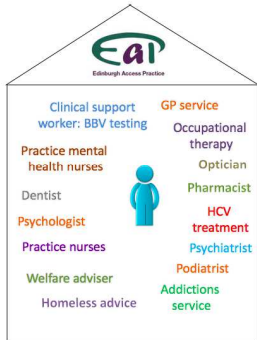 EaP
Edinburgh Access Practice
Clinical support
worker: BBV testing
GP service
Occupational
therapy
Practice mental
health nurses
Optician
Pharmacist
Dentist
HCV
treatment
Psychologist
Practice nurses
Psychiatrist
Podiatrist
Welfare adviser
Addictions
service
Homeless advice